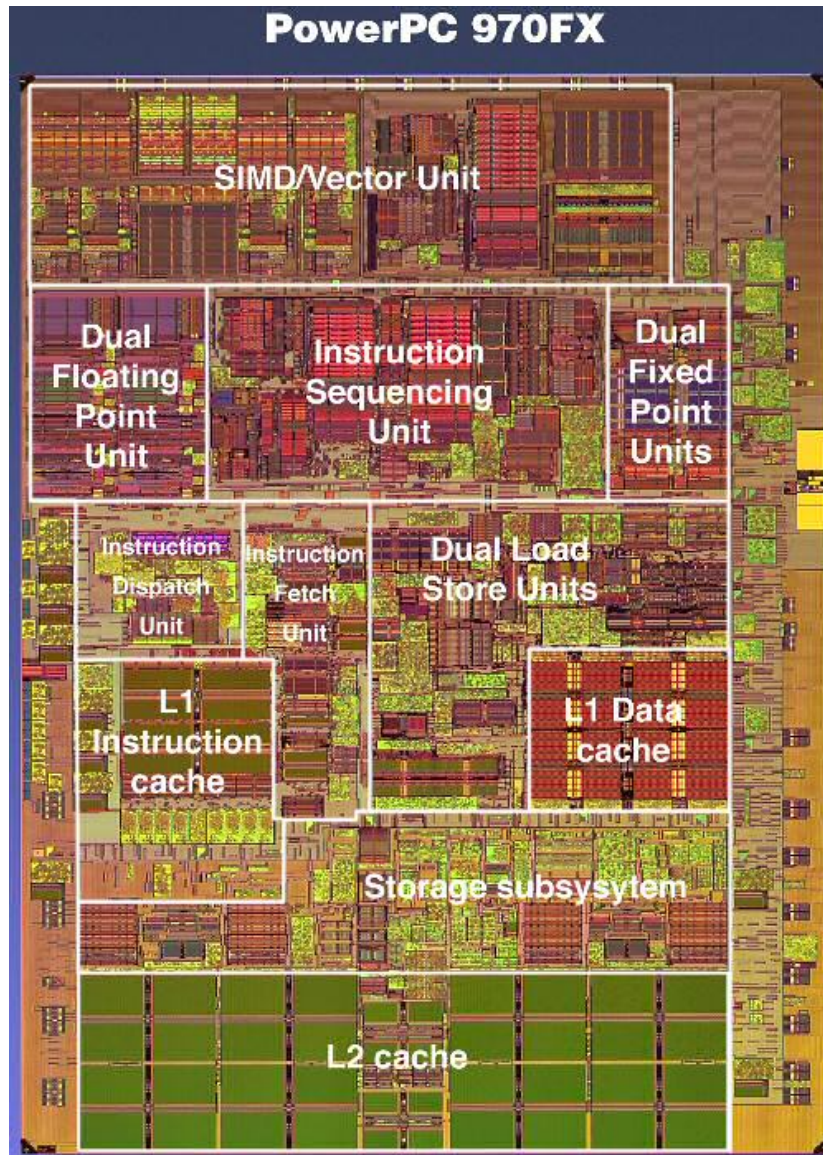 PowerPC 970FX
SIMD/Vector Unit
Dual
Floating
Point
Unit
Instruction
Sequencing
Unit
Dual
Fixed
Point
Units
Instruction
Dispatch
Unit
Instruction
Fetch
Unit
Dual Load
Store Units
L1
Instruction
cache
L1 Data
cache
Storage subsysytem
L2 cache